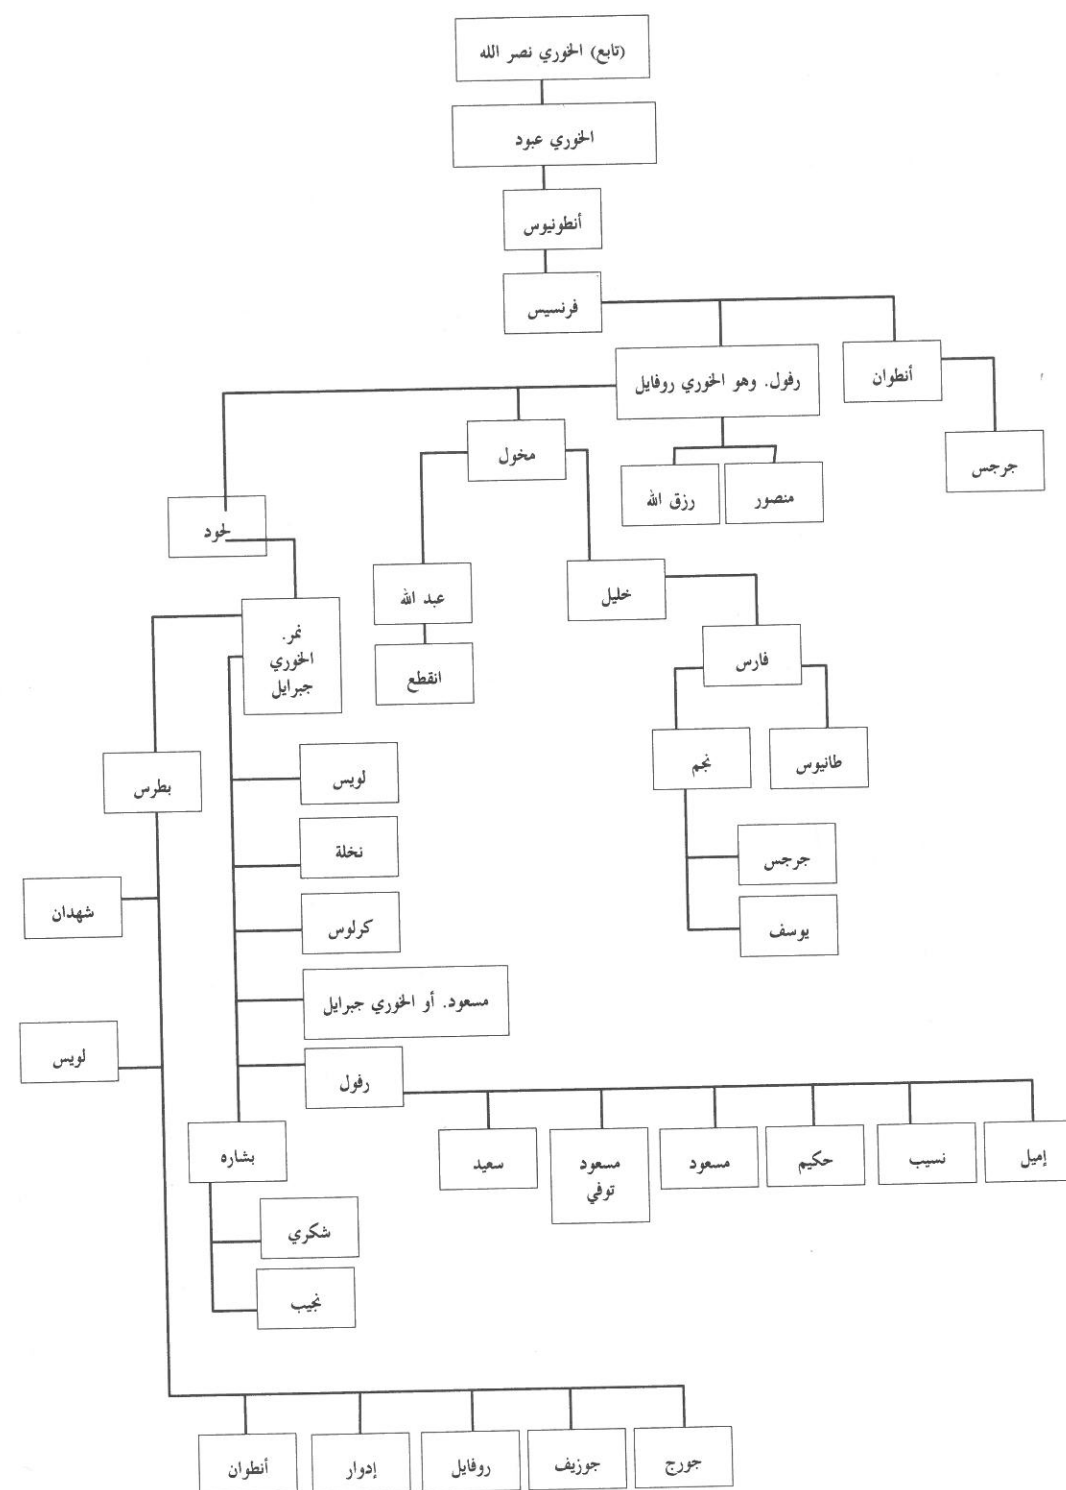 (تابع) الخوري نصر الله
الخوري عبود
أنطونيوس
فرنسيس
أنطوان
رفول. وهو الخوري روفايل
جرجس
مخول
منصور
رزق الله
لحود
خليل
عبد الله
نمر.
الخوري
جبرايل
فارس
انقطع
طانيوس
نجم
لويس
بطرس
جرجس
نخلة
يوسف
كرلوس
شهدان
مسعود. أو الخوري جبرايل
لويس
رفول
إميل
نسيب
حكيم
مسعود
مسعود
توفي
سعيد
بشاره
شكري
نجيب
جورج
جوزيف
روفايل
إدوار
أنطوان